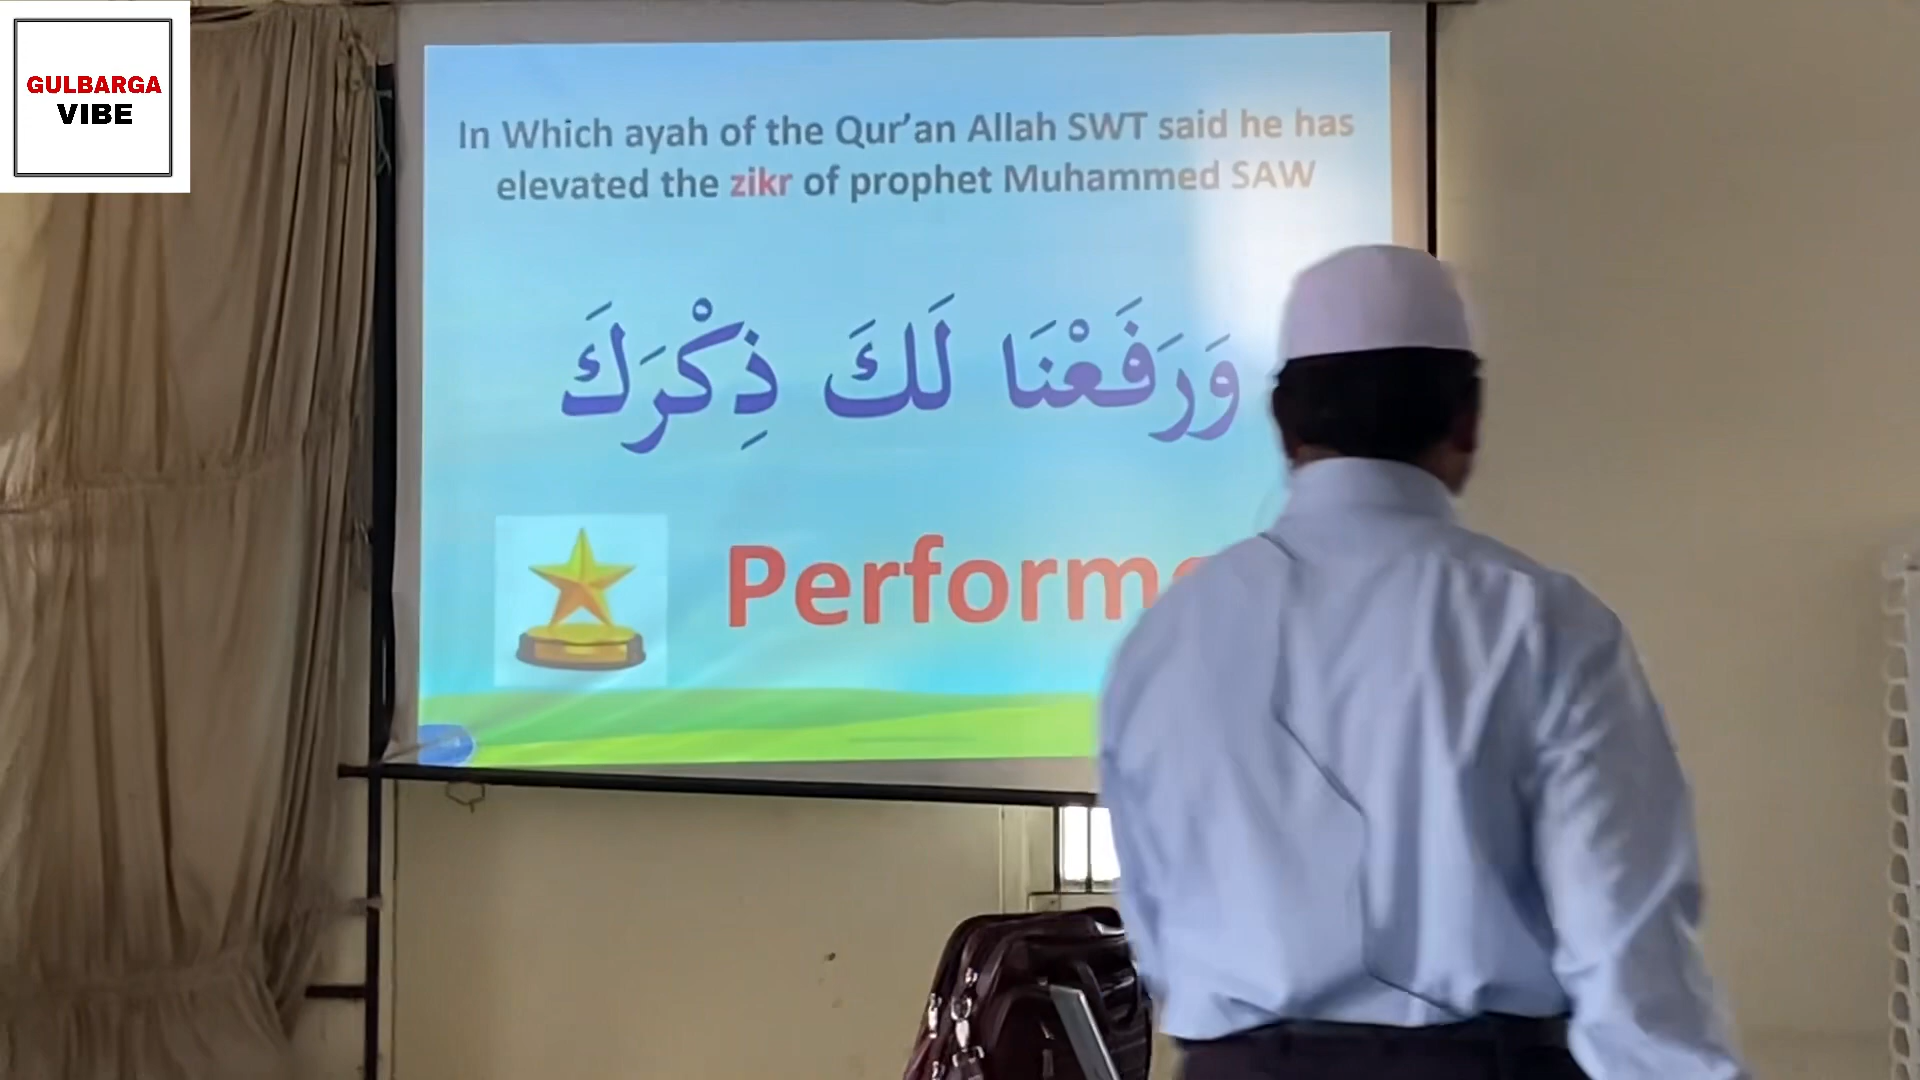 GULBARGA
VIBE
In Which ayah of the Qur’an Allah SWT said he has
elevated the zikr of prophet Muhammed SAW
وَرَفَعْنَا لَكَ ذِكْرَكَ